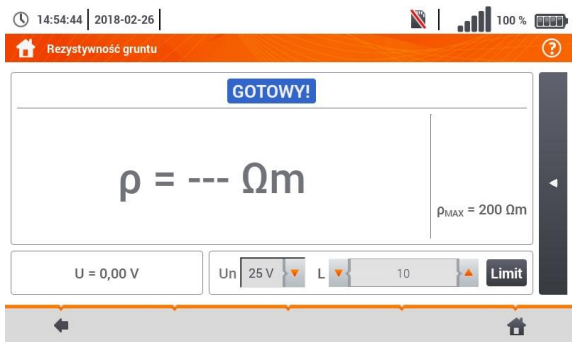 14:54:44 2018-02-26 100 %
Rezystywność gruntu ?
GOTOWY!
ρ = --- Ωm
ρMAX = 200 Ωm
U = 0,00 V Un 25 V L 10 Limit